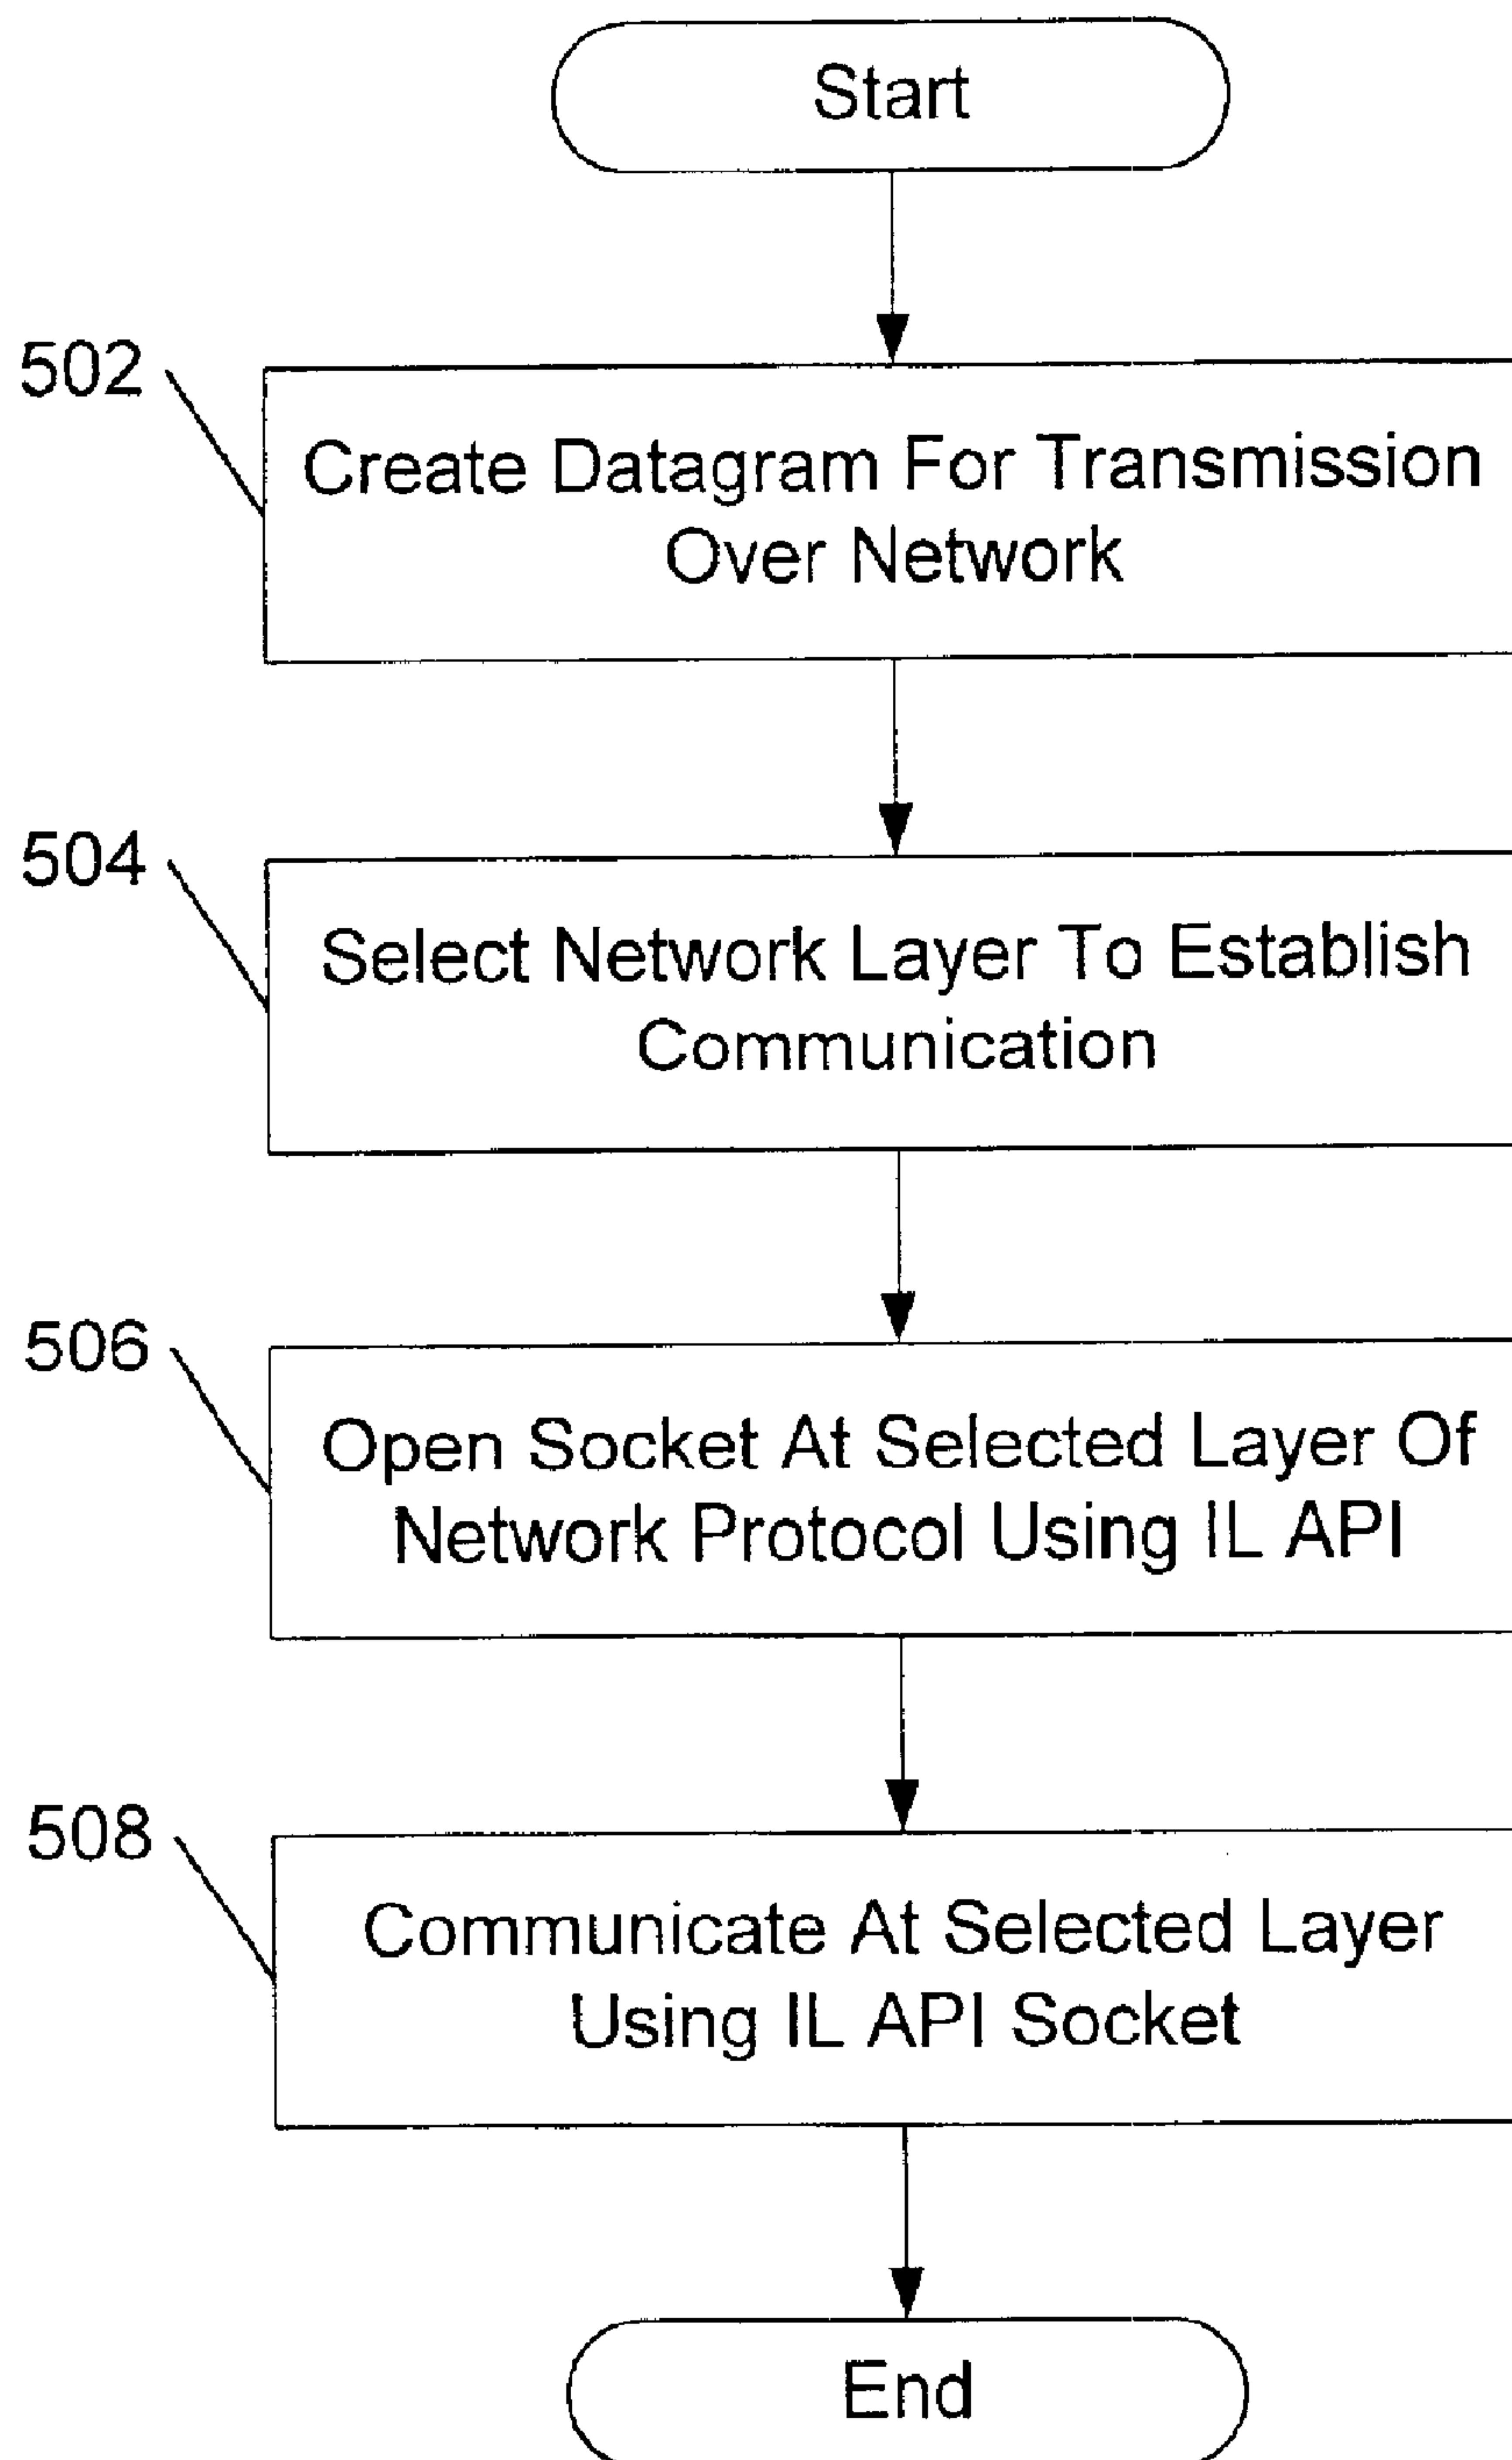 Start
502
Create Datagram For Transmission
Over Network
504
Select Network Layer To Establish
Communication
506
Open Socket At Selected Layer Of
Network Protocol Using IL API
508
Communicate At Selected Layer
Using IL API Socket
End